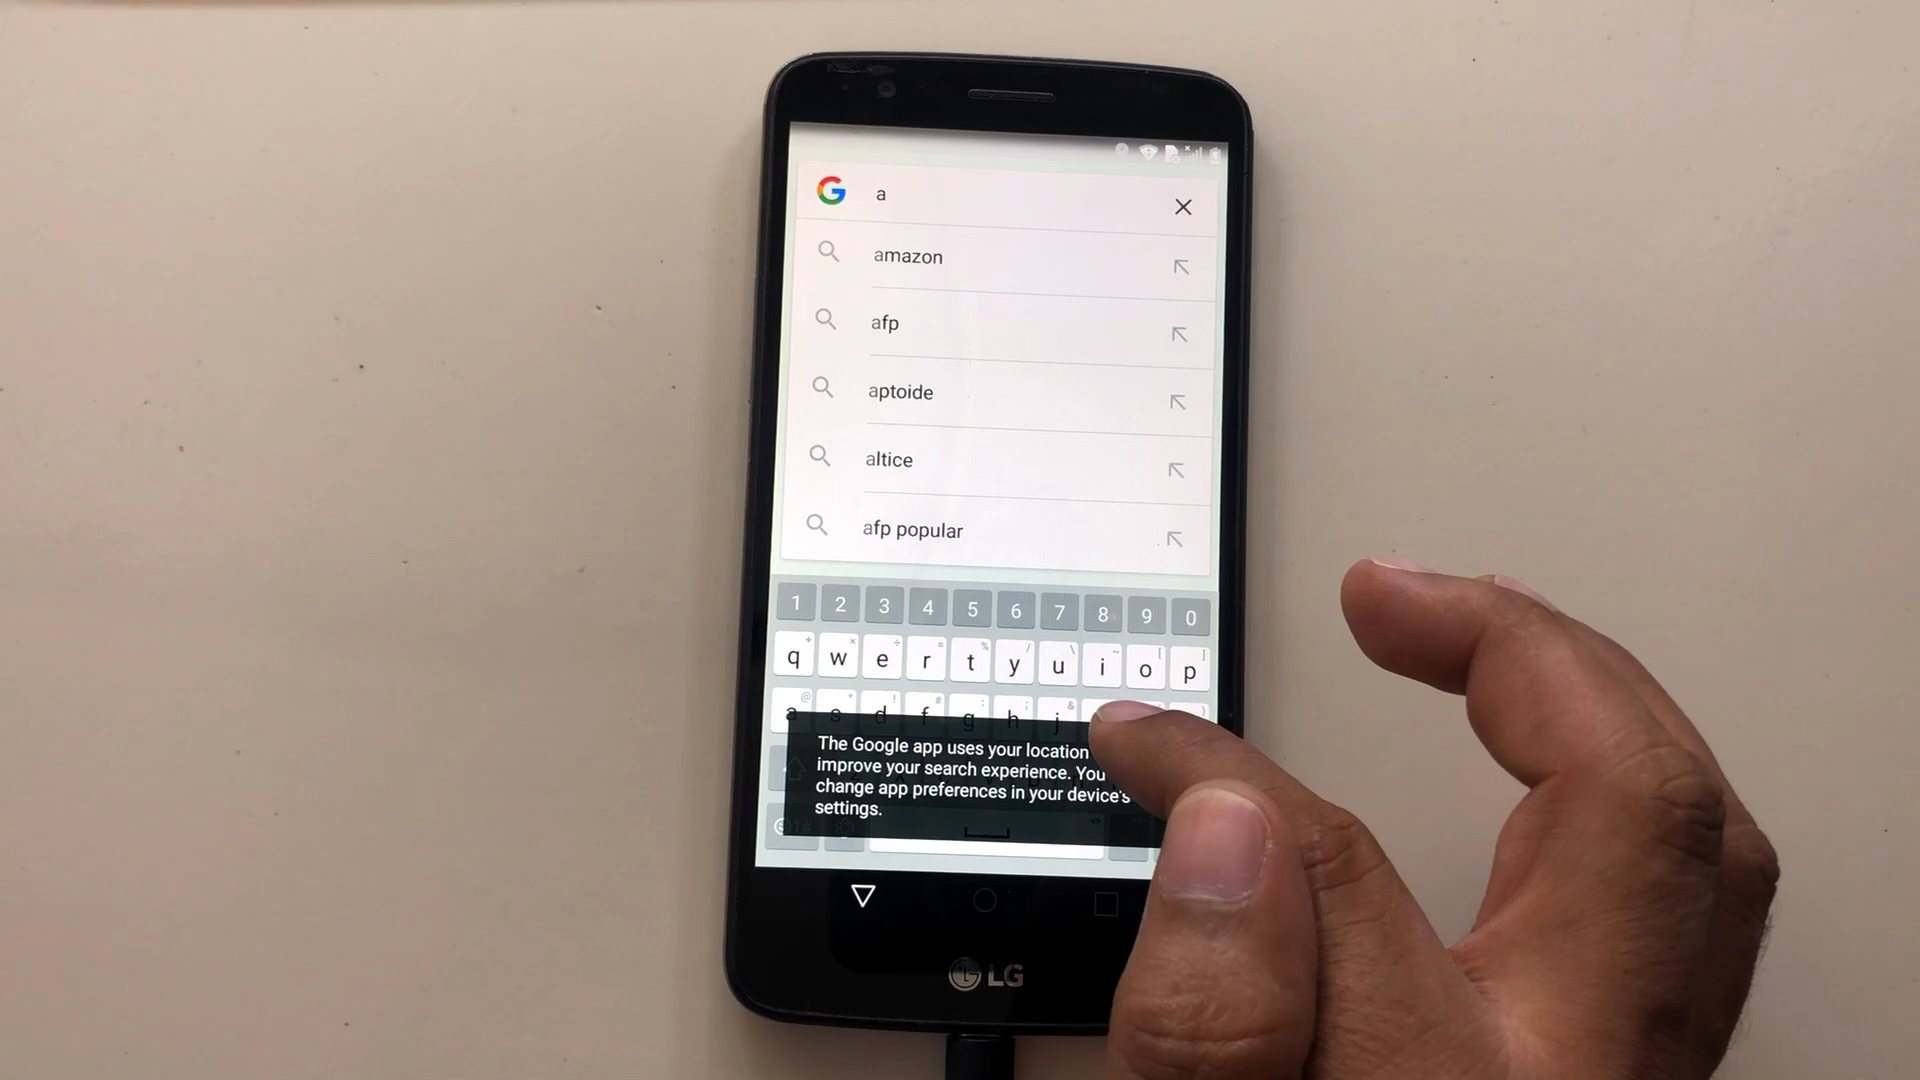 a
amazon
afp
aptoide
altice
afp popular
1 2 3 4 5 6 7 8 9 0
q w e r t y u i o p
a s d f g h j
The Google app uses your location
improve your search experience. You
change app preferences in your device's
settings.
LG